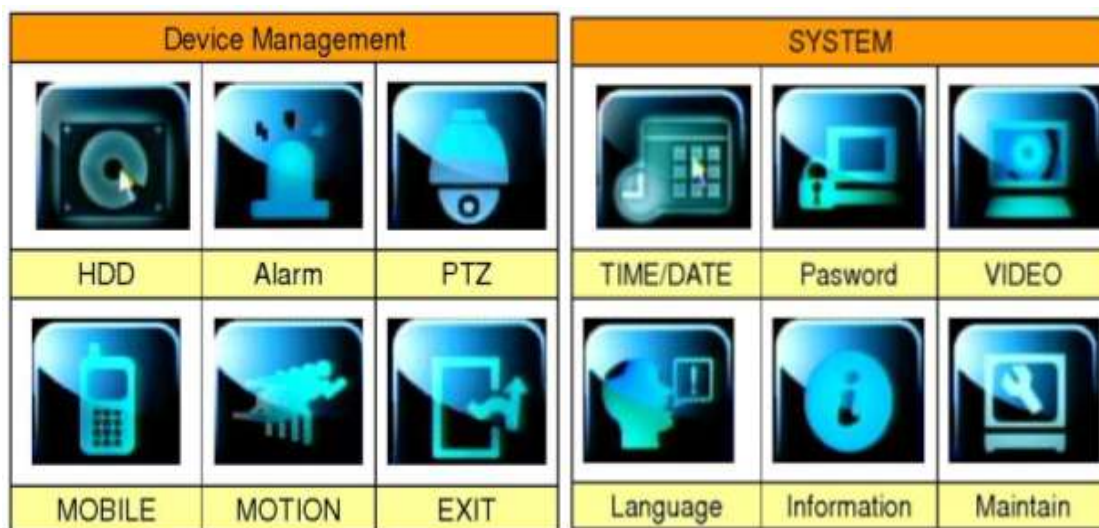 Device Management
HDD Alarm PTZ
MOBILE MOTION EXIT
SYSTEM
TIME/DATE Pasword VIDEO
Language Information Maintain